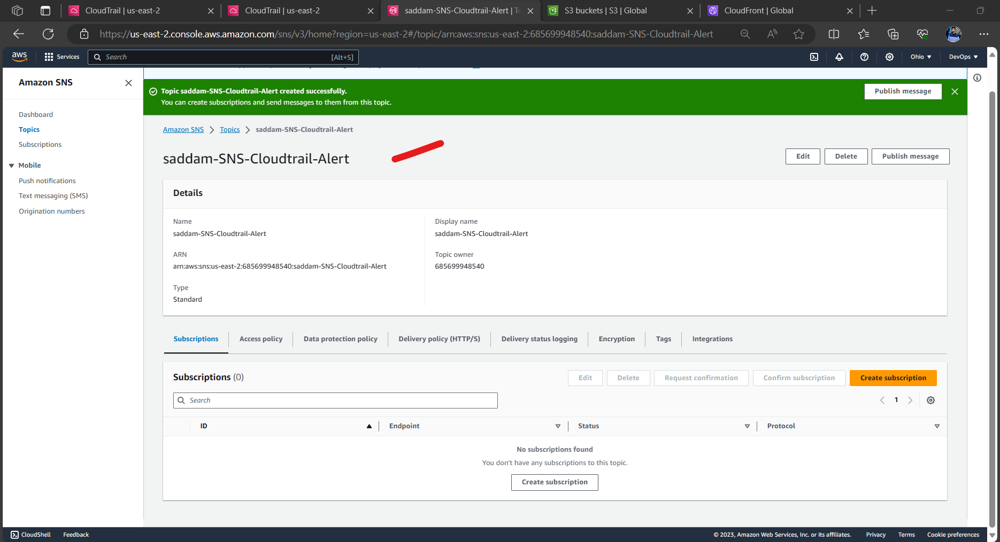 CloudTrail | us-east-2
CloudTrail | us-east-2
saddam-SNS-Cloudtrail-Alert | To
S3 buckets | S3 | Global
CloudFront | Global
https://us-east-2.console.aws.amazon.com/sns/v3/home?region=us-east-2#/topic/arn:aws:sns:us-east-2:685699948540:saddam-SNS-Cloudtrail-Alert
aws
Services
Search
[Alt+S]
Ohio
DevOps
Amazon SNS
Dashboard
Topics
Subscriptions
Mobile
Push notifications
Text messaging (SMS)
Origination numbers
Topic saddam-SNS-Cloudtrail-Alert created successfully.
You can create subscriptions and send messages to them from this topic.
Publish message
Amazon SNS
Topics
saddam-SNS-Cloudtrail-Alert
saddam-SNS-Cloudtrail-Alert
Edit
Delete
Publish message
Details
Name
saddam-SNS-Cloudtrail-Alert
Display name
saddam-SNS-Cloudtrail-Alert
ARN
arn:aws:sns:us-east-2:685699948540:saddam-SNS-Cloudtrail-Alert
Topic owner
685699948540
Type
Standard
Subscriptions
Access policy
Data protection policy
Delivery policy (HTTP/S)
Delivery status logging
Encryption
Tags
Integrations
Subscriptions (0)
Edit
Delete
Request confirmation
Confirm subscription
Create subscription
Search
1
ID
Endpoint
Status
Protocol
No subscriptions found
You don't have any subscriptions to this topic.
Create subscription
CloudShell
Feedback
© 2023, Amazon Web Services, Inc. or its affiliates.
Privacy
Terms
Cookie preferences